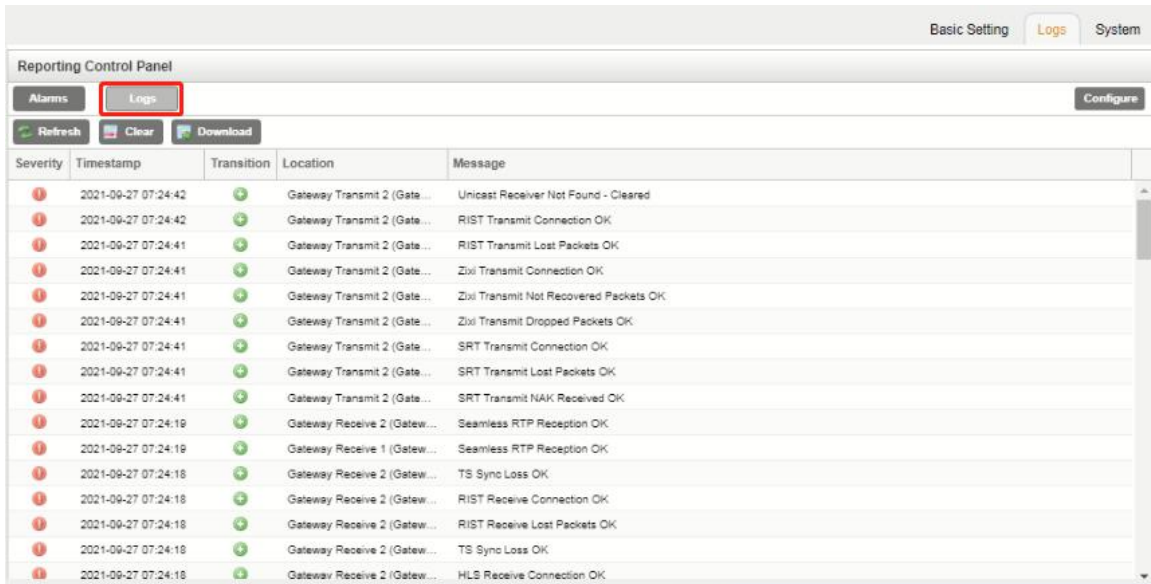 Basic Setting Logs System
Reporting Control Panel
Alarms Logs Configure
Refresh Clear Download
Severity Timestamp Transition Location Message
2021-09-27 07:24:42 Gateway Transmit 2 (Gate... Unicast Receiver Not Found - Cleared
2021-09-27 07:24:42 Gateway Transmit 2 (Gate... RIST Transmit Connection OK
2021-09-27 07:24:41 Gateway Transmit 2 (Gate... RIST Transmit Lost Packets OK
2021-09-27 07:24:41 Gateway Transmit 2 (Gate... Zixi Transmit Connection OK
2021-09-27 07:24:41 Gateway Transmit 2 (Gate... Zixi Transmit Not Recovered Packets OK
2021-09-27 07:24:41 Gateway Transmit 2 (Gate... Zixi Transmit Dropped Packets OK
2021-09-27 07:24:41 Gateway Transmit 2 (Gate... SRT Transmit Connection OK
2021-09-27 07:24:41 Gateway Transmit 2 (Gate... SRT Transmit Lost Packets OK
2021-09-27 07:24:41 Gateway Transmit 2 (Gate... SRT Transmit NAK Received OK
2021-09-27 07:24:19 Gateway Receive 2 (Gatew... Seamless RTP Reception OK
2021-09-27 07:24:19 Gateway Receive 1 (Gatew... Seamless RTP Reception OK
2021-09-27 07:24:18 Gateway Receive 2 (Gatew... TS Sync Loss OK
2021-09-27 07:24:18 Gateway Receive 2 (Gatew... RIST Receive Connection OK
2021-09-27 07:24:18 Gateway Receive 2 (Gatew... RIST Receive Lost Packets OK
2021-09-27 07:24:18 Gateway Receive 2 (Gatew... TS Sync Loss OK
2021-09-27 07:24:18 Gateway Receive 2 (Gatew... HLS Receive Connection OK